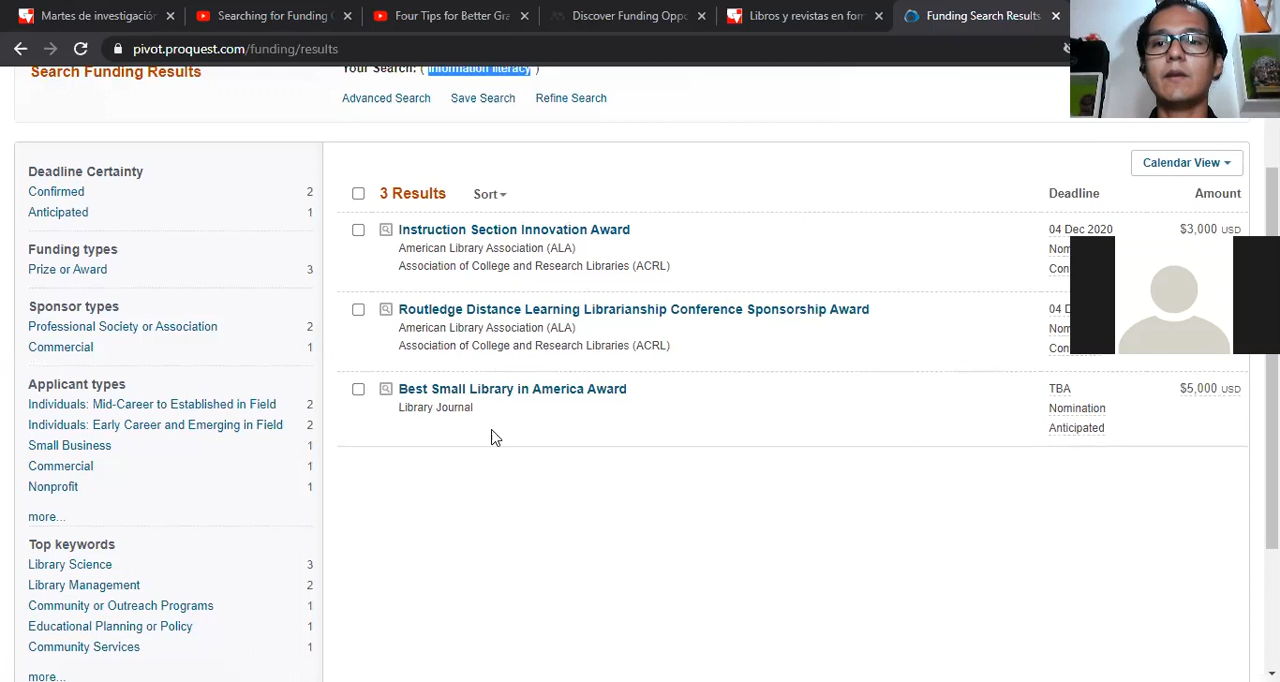 Martes de investigación
Searching for Funding
Four Tips for Better Gra
Discover Funding Oppo
Libros y revistas en for
Funding Search Results
pivot.proquest.com/funding/results
Search Funding Results
Your Search: ( information literacy )
Advanced Search Save Search Refine Search
Deadline Certainty
Confirmed 2
Anticipated 1
Funding types
Prize or Award 3
Sponsor types
Professional Society or Association 2
Commercial 1
Applicant types
Individuals: Mid-Career to Established in Field 2
Individuals: Early Career and Emerging in Field 2
Small Business 1
Commercial 1
Nonprofit 1
more...
Top keywords
Library Science 3
Library Management 2
Community or Outreach Programs 1
Educational Planning or Policy 1
Community Services 1
more...
Calendar View
3 Results Sort Deadline Amount
Instruction Section Innovation Award 04 Dec 2020 $3,000 USD
American Library Association (ALA) Nom
Association of College and Research Libraries (ACRL) Con
Routledge Distance Learning Librarianship Conference Sponsorship Award 04 D
American Library Association (ALA) Nom
Association of College and Research Libraries (ACRL) Con
Best Small Library in America Award TBA $5,000 USD
Library Journal Nomination
Anticipated